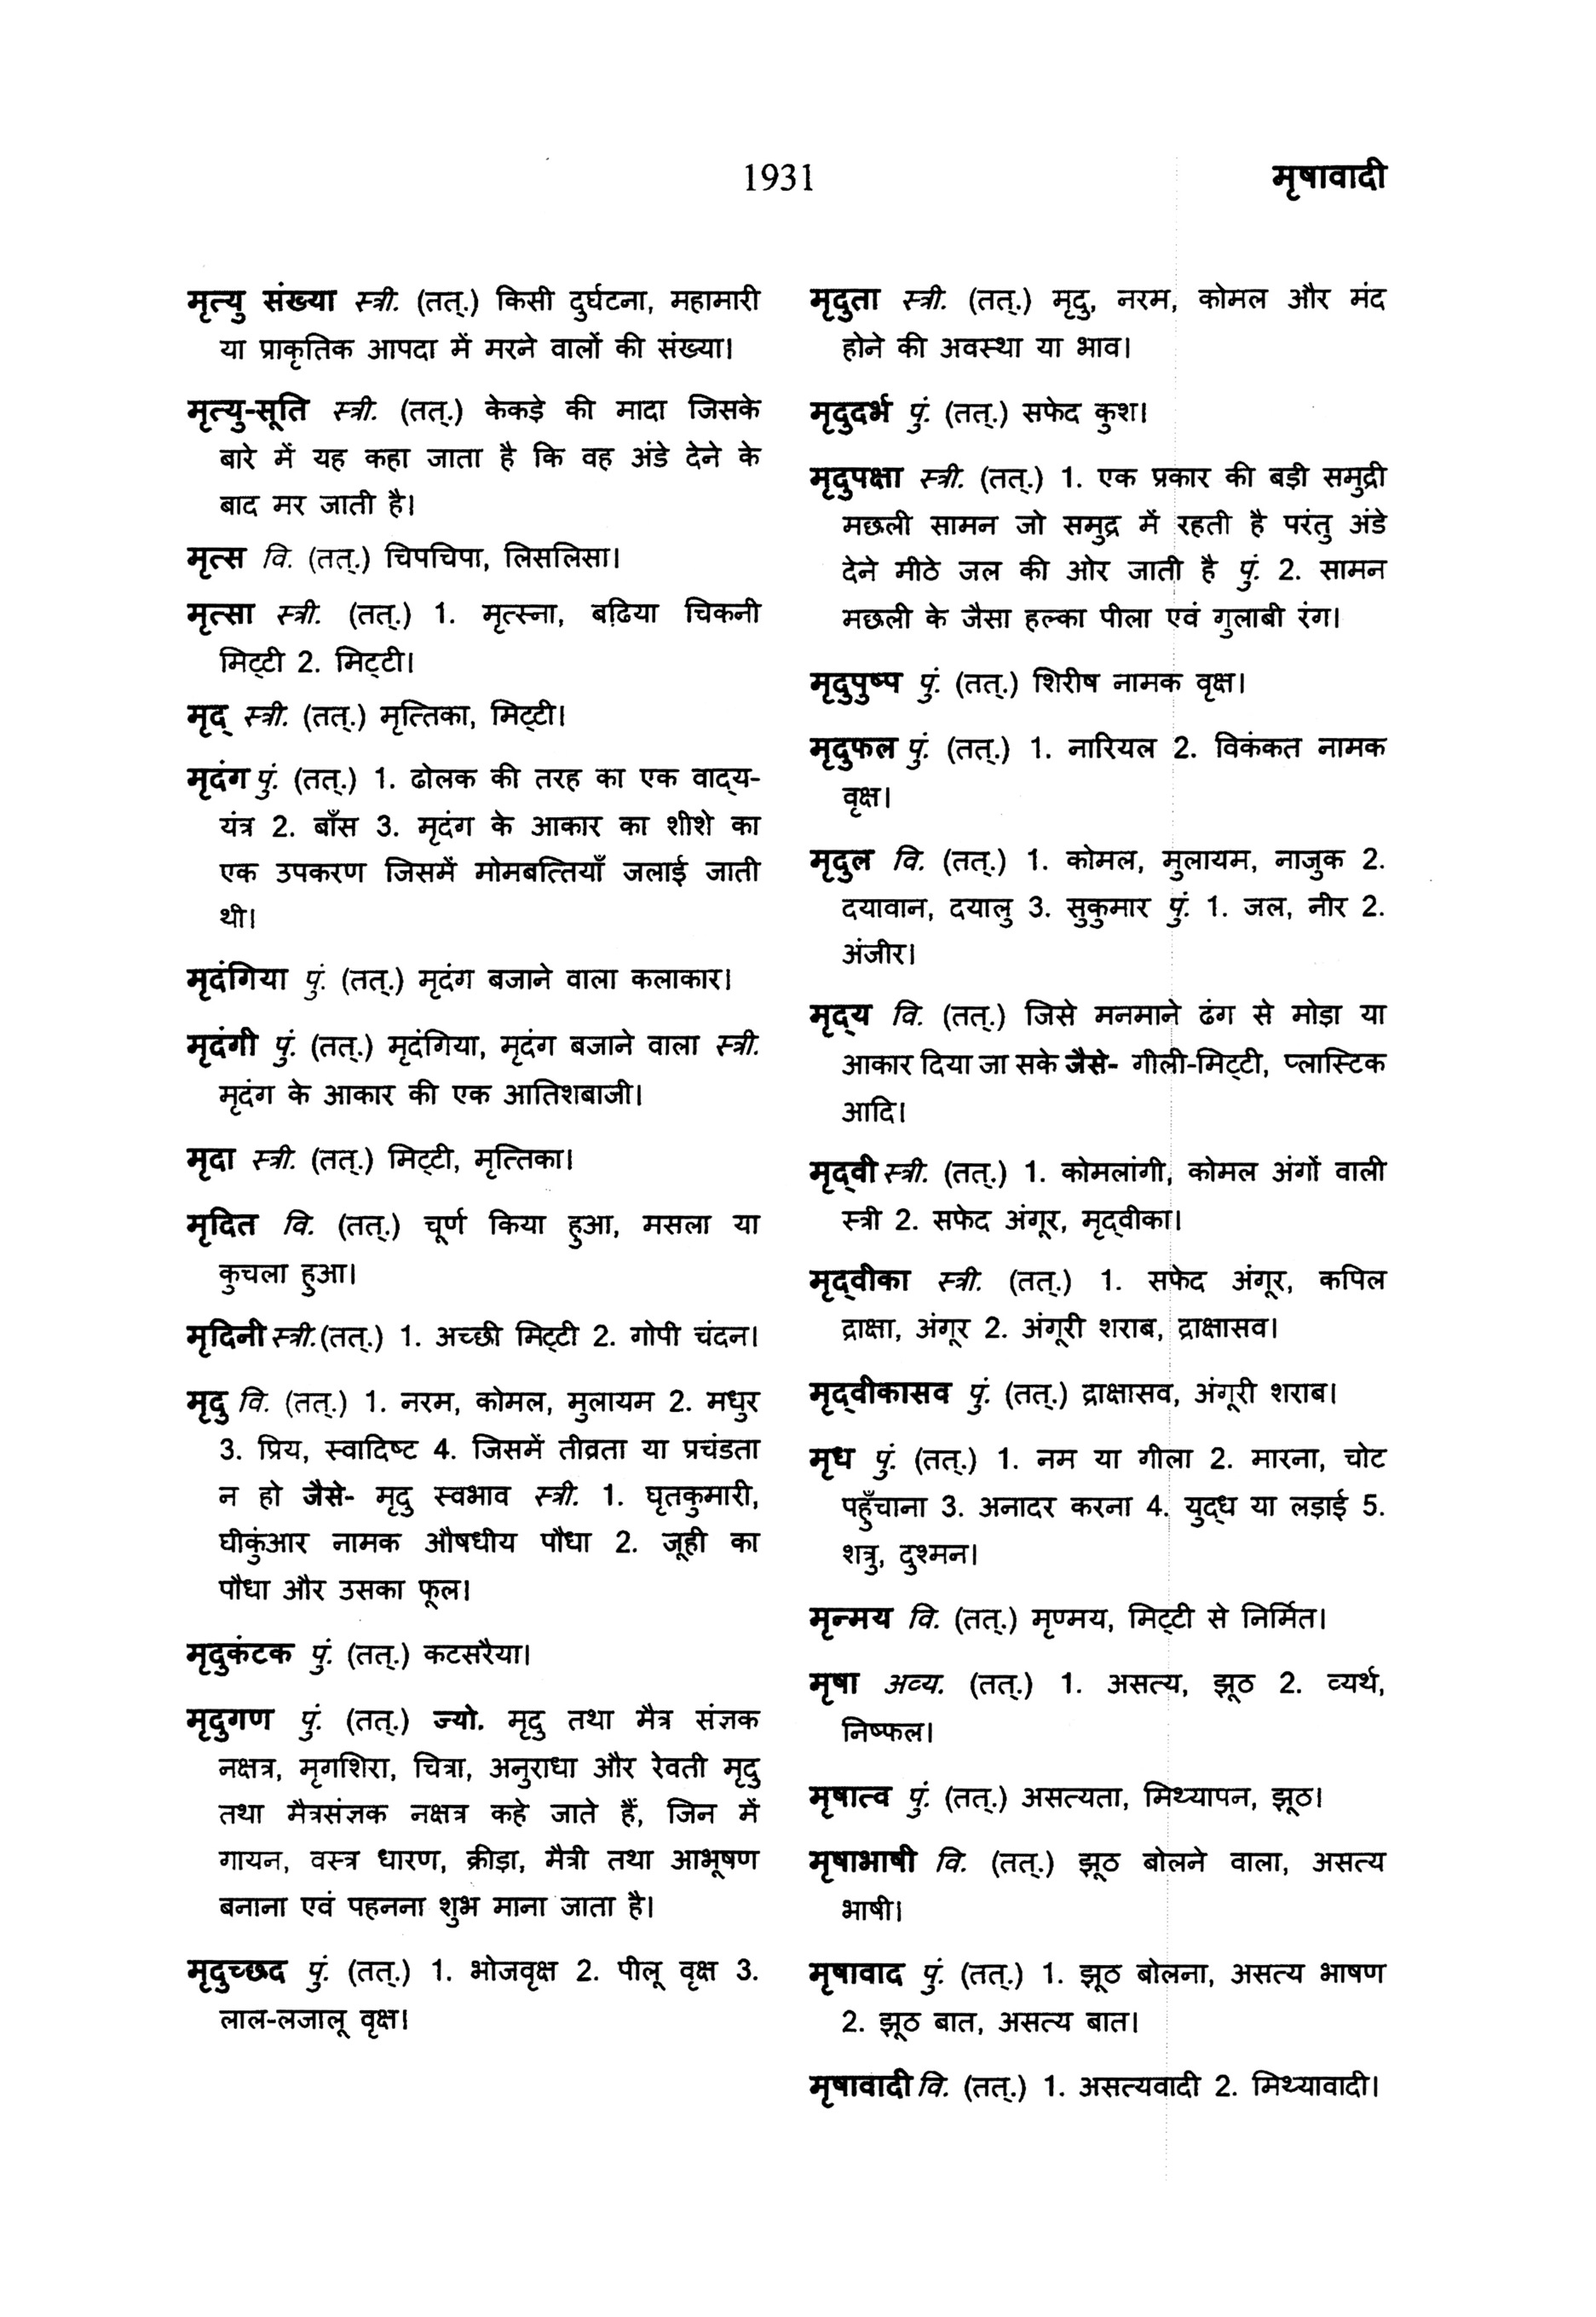 1931
मृषावादी
मृत्यु संख्या स्त्री. (तत्.) किसी दुर्घटना, महामारी
या प्राकृतिक आपदा में मरने वालों की संख्या।
मृत्यु-सूति स्त्री. (तत्.) केकड़े की मादा जिसके
बारे में यह कहा जाता है कि वह अंडे देने के
बाद मर जाती है।
मृत्स वि. (तत्.) चिपचिपा, लिसलिसा।
मृत्सा स्त्री. (तत्.) 1. मृत्स्ना, बढ़िया चिकनी
मिट्टी 2. मिट्टी।
मृद् स्त्री. (तत्.) मृत्तिका, मिट्टी।
मृदंग पुं. (तत्.) 1. ढोलक की तरह का एक वाद्य-
यंत्र 2. बाँस 3. मृदंग के आकार का शीशे का
एक उपकरण जिसमें मोमबत्तियाँ जलाई जाती
थी।
मृदंगिया पुं. (तत्.) मृदंग बजाने वाला कलाकार।
मृदंगी पुं. (तत्.) मृदंगिया, मृदंग बजाने वाला स्त्री.
मृदंग के आकार की एक आतिशबाजी।
मृदा स्त्री. (तत्.) मिट्टी, मृत्तिका।
मृदित वि. (तत्.) चूर्ण किया हुआ, मसला या
कुचला हुआ।
मृदिनी स्त्री.(तत्.) 1. अच्छी मिट्टी 2. गोपी चंदन।
मृदु वि. (तत्.) 1. नरम, कोमल, मुलायम 2. मधुर
3. प्रिय, स्वादिष्ट 4. जिसमें तीव्रता या प्रचंडता
न हो जैसे- मृदु स्वभाव स्त्री. 1. घृतकुमारी,
घीकुंआर नामक औषधीय पौधा 2. जूही का
पौधा और उसका फूल।
मृदुकंटक पुं. (तत्.) कटसरैया।
मृदुगण पुं. (तत्.) ज्यो. मृदु तथा मैत्र संज्ञक
नक्षत्र, मृगशिरा, चित्रा, अनुराधा और रेवती मृदु
तथा मैत्रसंज्ञक नक्षत्र कहे जाते हैं, जिन में
गायन, वस्त्र धारण, क्रीड़ा, मैत्री तथा आभूषण
बनाना एवं पहनना शुभ माना जाता है।
मृदुच्छद पुं. (तत्.) 1. भोजवृक्ष 2. पीलू वृक्ष 3.
लाल-लजालू वृक्ष।
मृदुता स्त्री. (तत्.) मृदु, नरम, कोमल और मंद
होने की अवस्था या भाव।
मृदुदर्भ पुं. (तत्.) सफेद कुश।
मृदुपक्षा स्त्री. (तत्.) 1. एक प्रकार की बड़ी समुद्री
मछली सामन जो समुद्र में रहती है परंतु अंडे
देने मीठे जल की ओर जाती है पुं. 2. सामन
मछली के जैसा हल्का पीला एवं गुलाबी रंग।
मृदुपुष्प पुं. (तत्.) शिरीष नामक वृक्ष।
मृदुफल पुं. (तत्.) 1. नारियल 2. विकंकत नामक
वृक्ष।
मृदुल वि. (तत्.) 1. कोमल, मुलायम, नाजुक 2.
दयावान, दयालु 3. सुकुमार पुं. 1. जल, नीर 2.
अंजीर।
मृद्य वि. (तत्.) जिसे मनमाने ढंग से मोड़ा या
आकार दिया जा सके जैसे- गीली-मिट्टी, प्लास्टिक
आदि।
मृद्वी स्त्री. (तत्.) 1. कोमलांगी, कोमल अंगों वाली
स्त्री 2. सफेद अंगूर, मृद्वीका।
मृद्वीका स्त्री. (तत्.) 1. सफेद अंगूर, कपिल
द्राक्षा, अंगूर 2. अंगूरी शराब, द्राक्षासव।
मृद्वीकासव पुं. (तत्.) द्राक्षासव, अंगूरी शराब।
मृध पुं. (तत्.) 1. नम या गीला 2. मारना, चोट
पहुँचाना 3. अनादर करना 4. युद्ध या लड़ाई 5.
शत्रु, दुश्मन।
मृन्मय वि. (तत्.) मृण्मय, मिट्टी से निर्मित।
मृषा अव्य. (तत्.) 1. असत्य, झूठ 2. व्यर्थ,
निष्फल।
मृषात्व पुं. (तत्.) असत्यता, मिथ्यापन, झूठ।
मृषाभाषी वि. (तत्.) झूठ बोलने वाला, असत्य
भाषी।
मृषावाद पुं. (तत्.) 1. झूठ बोलना, असत्य भाषण
2. झूठ बात, असत्य बात।
मृषावादी वि. (तत्.) 1. असत्यवादी 2. मिथ्यावादी।